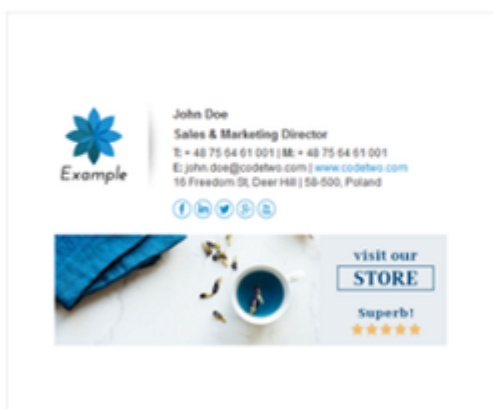 John Doe
Sales & Marketing Director
T: + 48 75 64 61 001 | M: + 48 75 64 61 001
E: john.doe@codetwo.com | www.codetwo.com
16 Freedom St, Deer Hill | 58-500, Poland
Example
visit our
STORE
Superb!